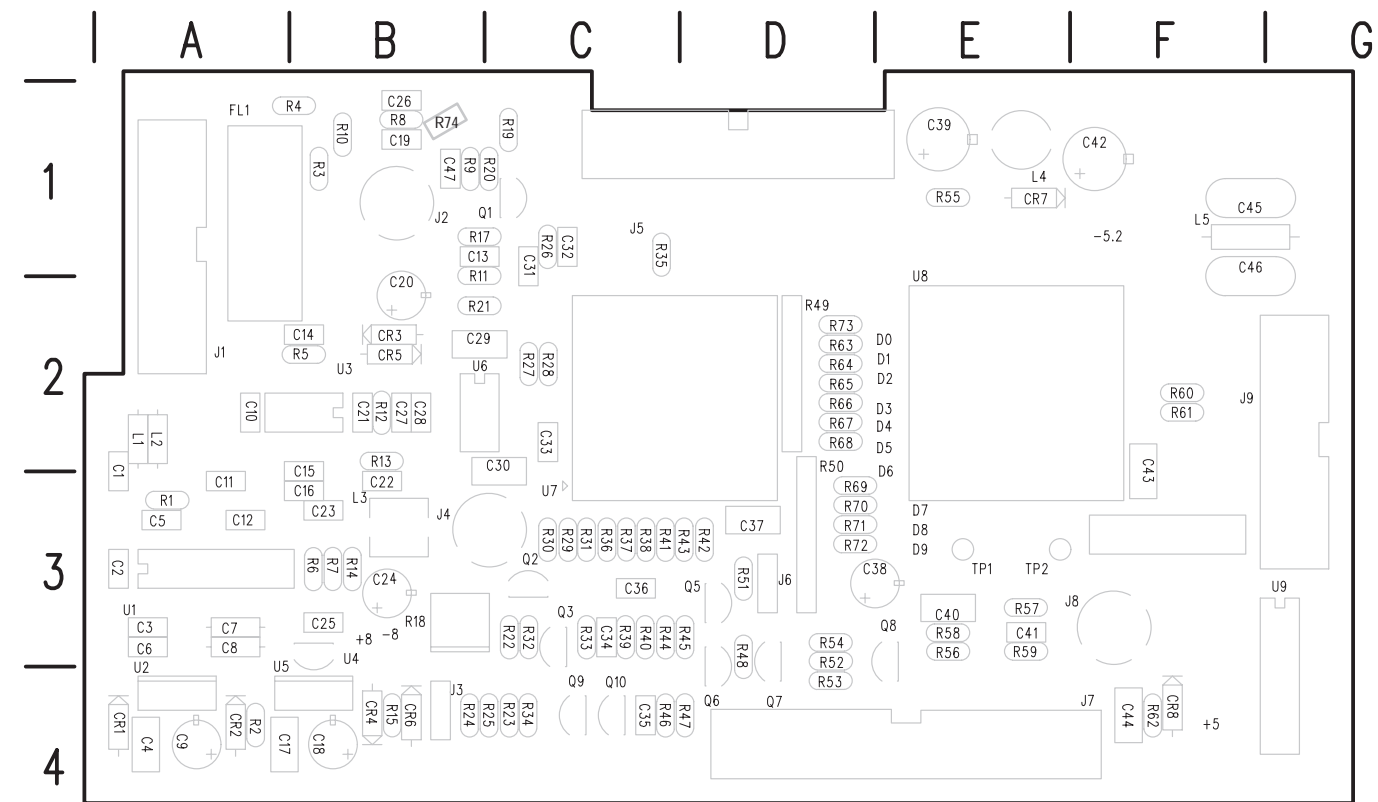 A B C D E F G
1
2
3
4
FL1 R4 C26
R8 R74
R10 C19 R19
R3 C47 R9 R20
C39 C42
L4
J2 Q1 R55 CR7
C45
L5
R17 J5 -5.2
C13 R26 C32 R35
R11 C31 C46
C20 U8
R21 R49
C14 CR3 C29 R73
R63 D0
J1 R5 CR5 R64 D1
U3 U6 R27 R28 R65 D2
R60
C10 C21 R12 C27 C28 R66 D3 J9
R61
R67 D4
L1 L2 C33 R68 D5
C1 R13 C30 R50 D6 C43
C15
C11 C22 R69
C16 U7
R1 L3 R70 D7
C5 C12 C23 J4 C37 R71 D8
R30 R29 R31 R36 R37 R38 R41 R43 R42 R72 D9
C2 R6 R7 R14 Q2 R51 J6 C38 TP1 TP2
C24 C36 Q5
U1 R18 Q3 C40 R57 J8 U9
C3 C7 C25 +8 -8 R22 R32 R33 C34 R39 R40 R44 R45 Q8 R58 C41
C6 C8 R48 R54 R56 R59
U2 U5 U4 R52
J3 Q9 Q10 R53
Q6 Q7 J7
CR1 C4 C9 CR2 R2 C17 C18 CR4 R15 CR6 R24 R25 R23 R34 C35 R46 R47 C44 R62 CR8 +5